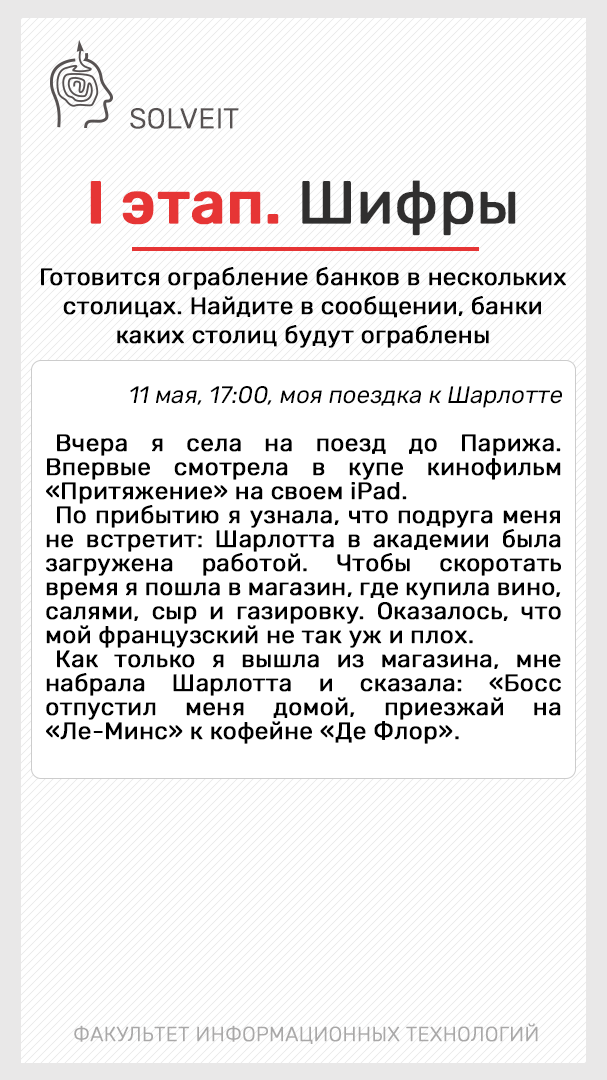 SOLVEIT
I этап. Шифры
Готовится ограбление банков в нескольких
столицах. Найдите в сообщении, банки
каких столиц будут ограблены
11 мая, 17:00, моя поездка к Шарлотте
Вчера я села на поезд до Парижа.
Впервые смотрела в купе кинофильм
«Притяжение» на своем iPad.
По прибытию я узнала, что подруга меня
не встретит: Шарлотта в академии была
загружена работой. Чтобы скоротать
время я пошла в магазин, где купила вино,
салями, сыр и газировку. Оказалось, что
мой французский не так уж и плох.
Как только я вышла из магазина, мне
набрала Шарлотта и сказала: «Босс
отпустил меня домой, приезжай на
«Ле-Минс» к кофейне «Де Флор».
ФАКУЛЬТЕТ ИНФОРМАЦИОННЫХ ТЕХНОЛОГИЙ